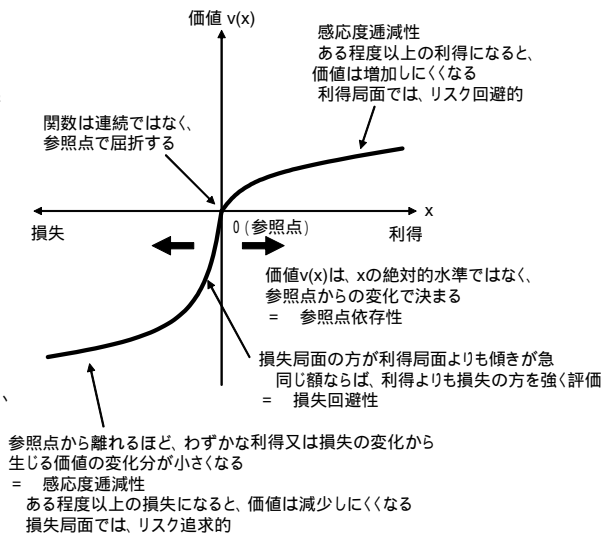 価値 v(x)
感応度逓減性
ある程度以上の利得になると、
価値は増加しにくくなる
利得局面では、リスク回避的
関数は連続ではなく、
参照点で屈折する
x
0 (参照点)
損失
利得
価値v(x)は、xの絶対的水準ではなく、
参照点からの変化で決まる
= 参照点依存性
損失局面の方が利得局面よりも傾きが急
同じ額ならば、利得よりも損失の方を強く評価
= 損失回避性
参照点から離れるほど、わずかな利得又は損失の変化から
生じる価値の変化分が小さくなる
= 感応度逓減性
ある程度以上の損失になると、価値は減少しにくくなる
損失局面では、リスク追求的